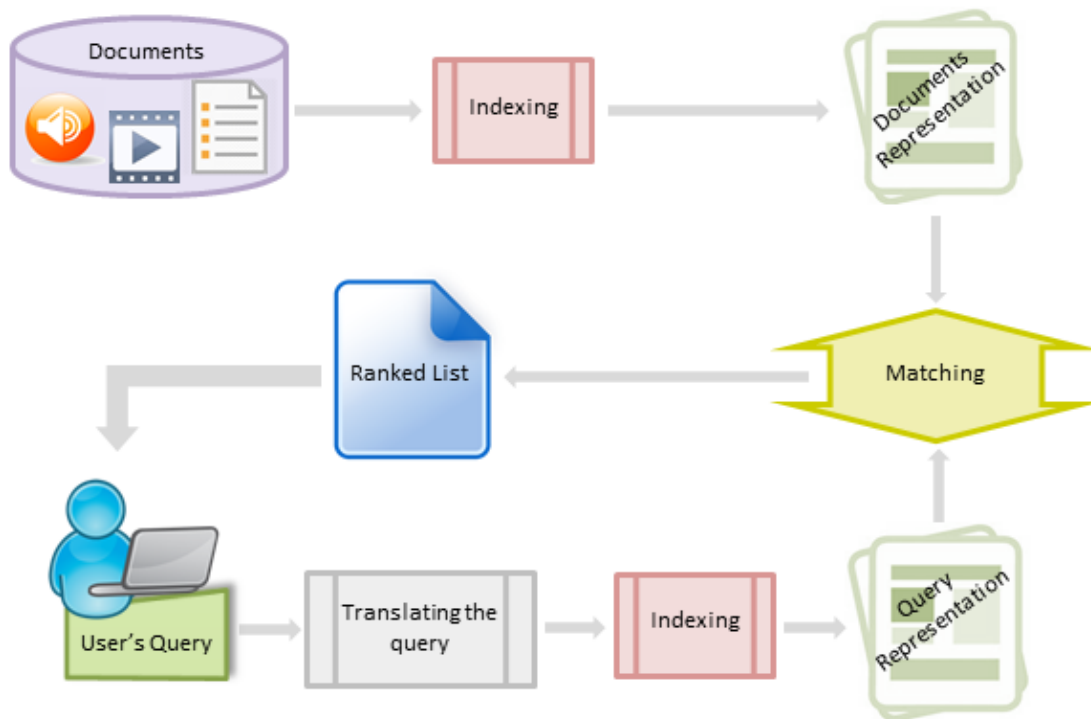 Documents
Indexing
Documents
Representation
Ranked List
Matching
User's Query
Translating the
query
Indexing
Query
Representation